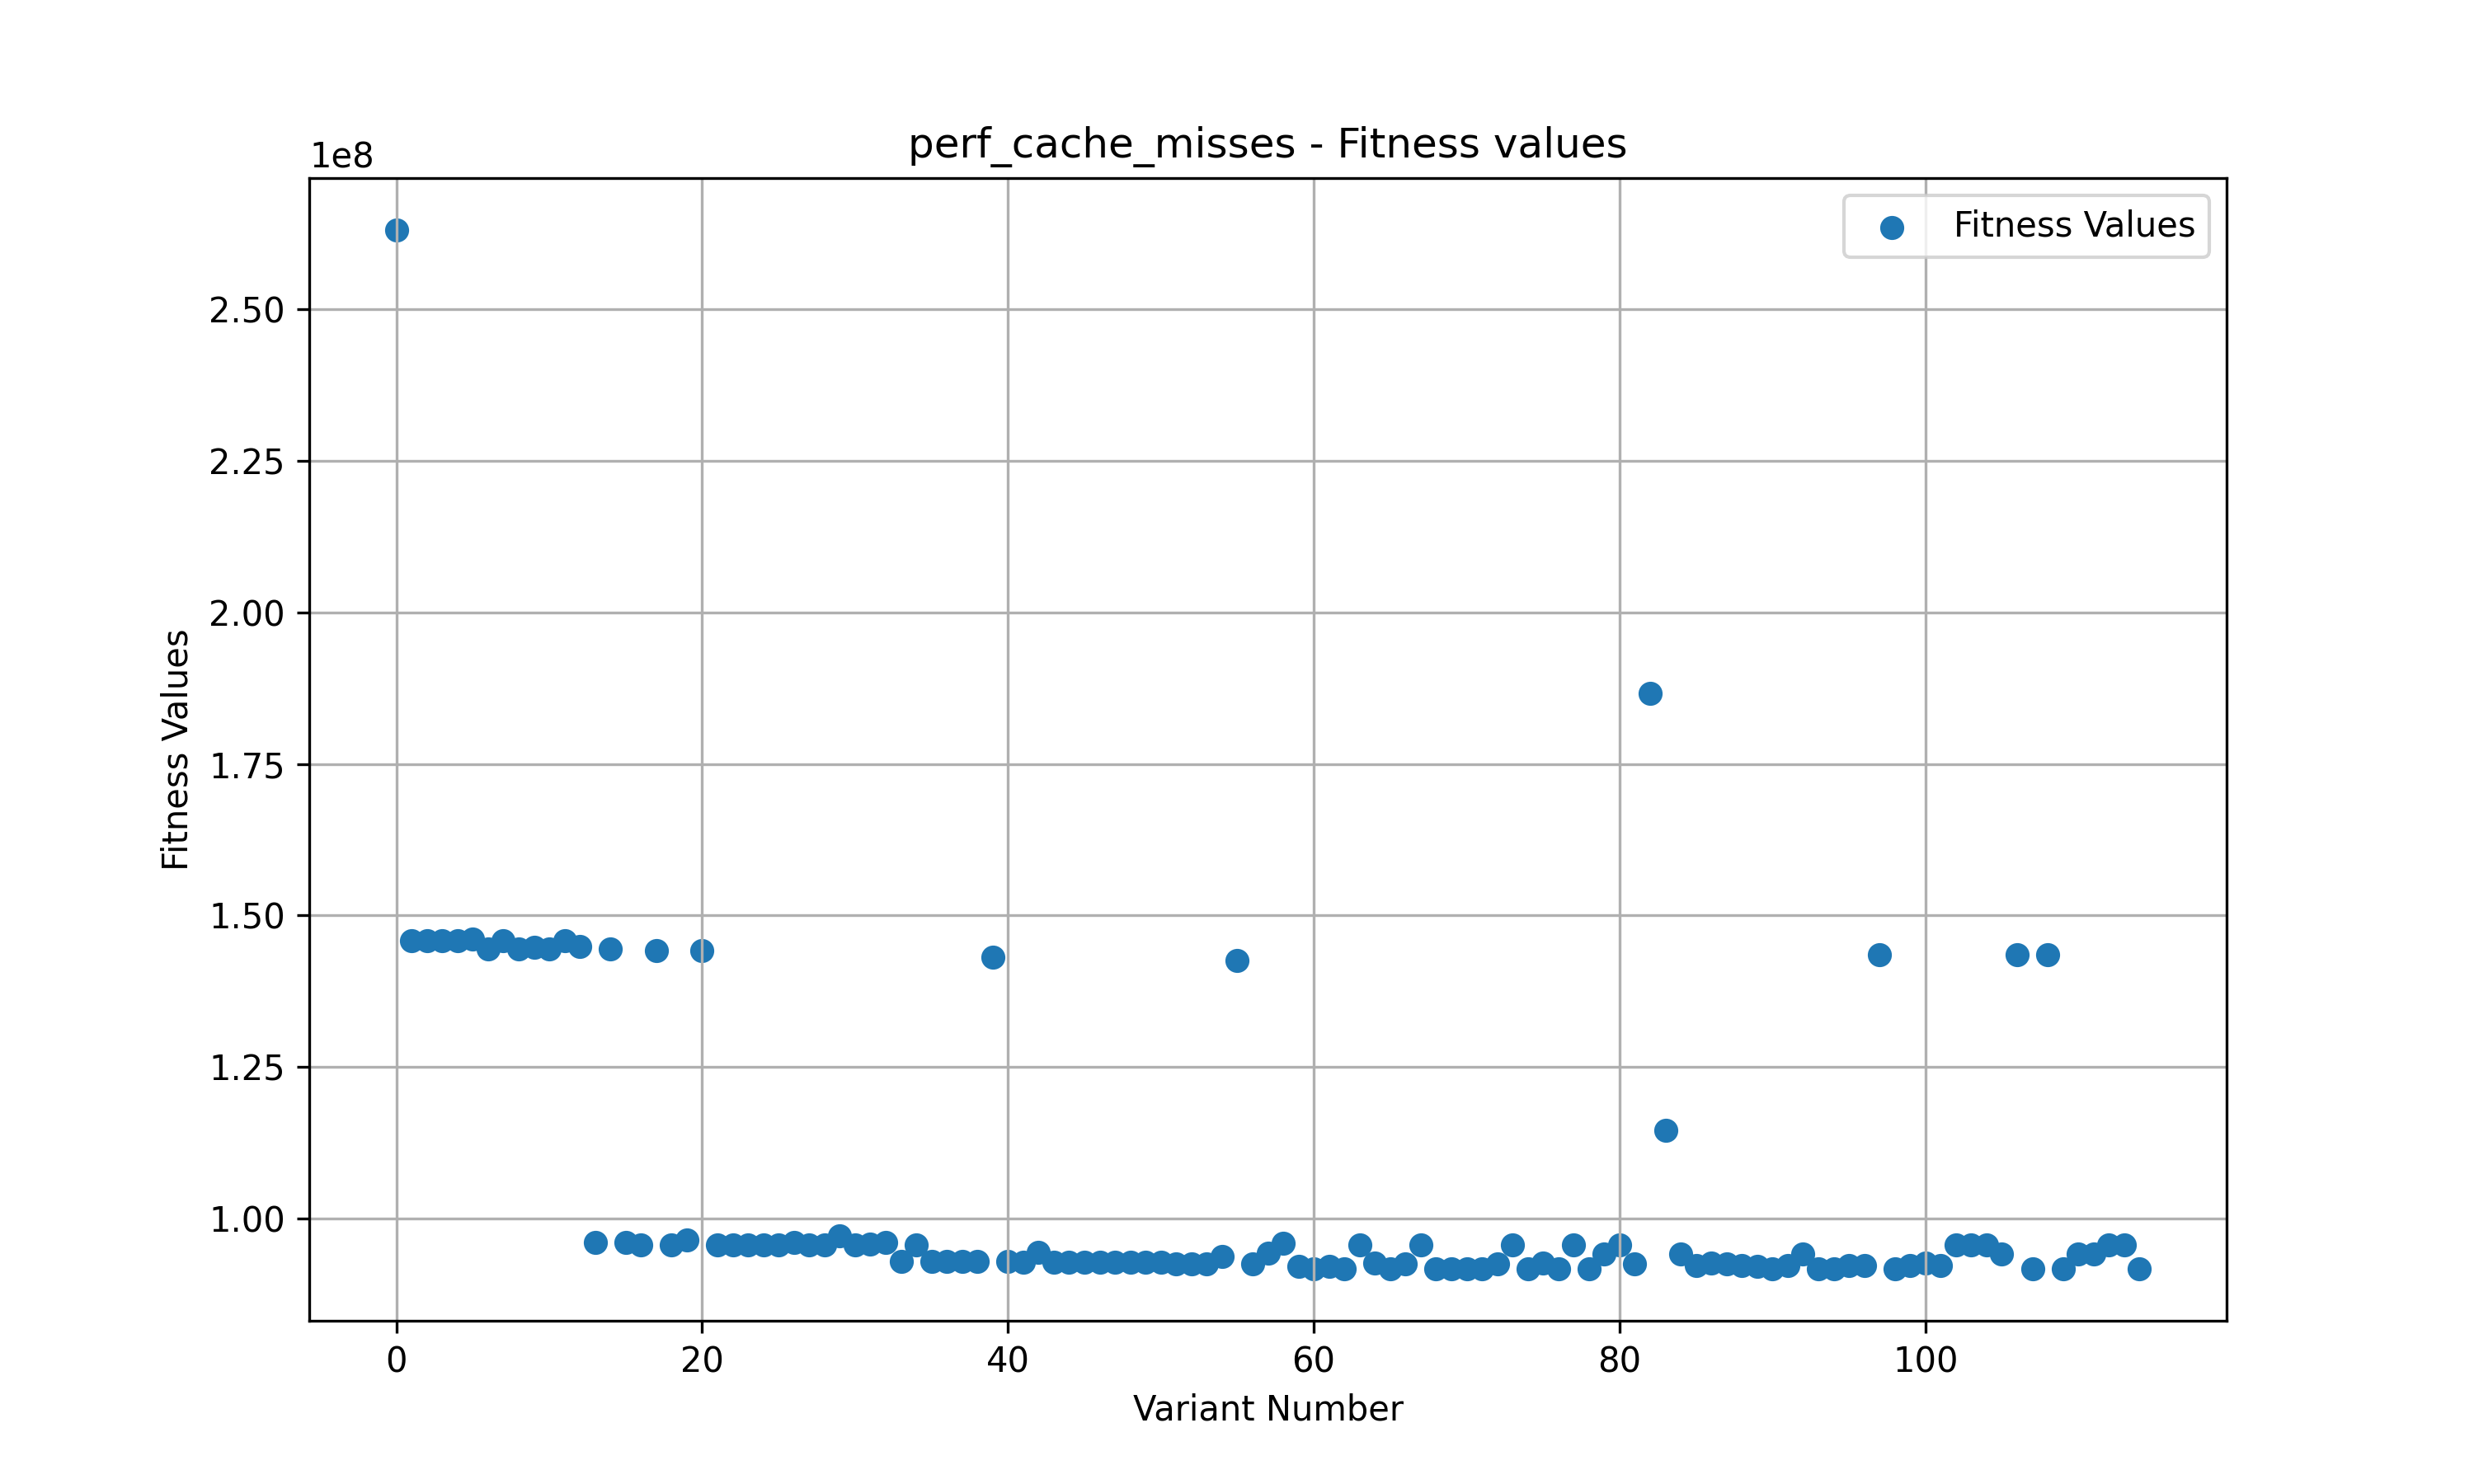 perf_cache_misses - Fitness values
1e8
Fitness Values
2.50
2.25
2.00
1.75
1.50
1.25
1.00
Fitness Values
0 20 40 60 80 100
Variant Number